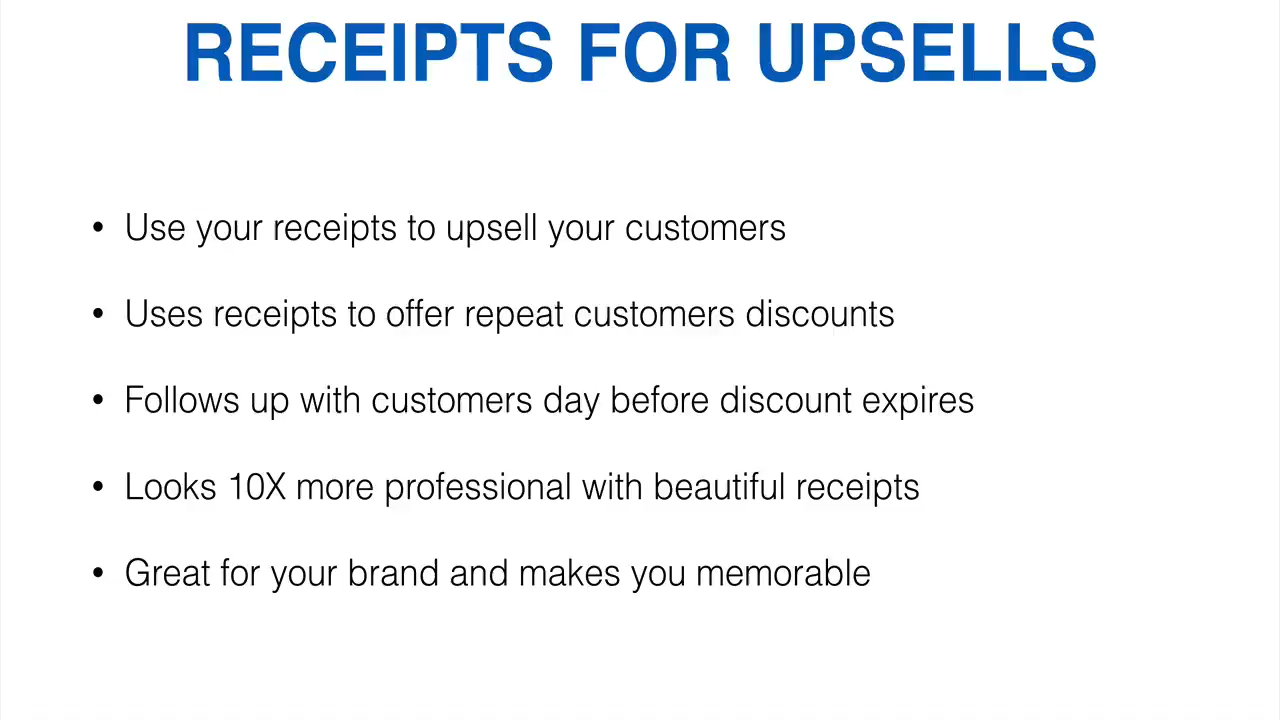 RECEIPTS FOR UPSELLS
• Use your receipts to upsell your customers
• Uses receipts to offer repeat customers discounts
• Follows up with customers day before discount expires
• Looks 10X more professional with beautiful receipts
• Great for your brand and makes you memorable